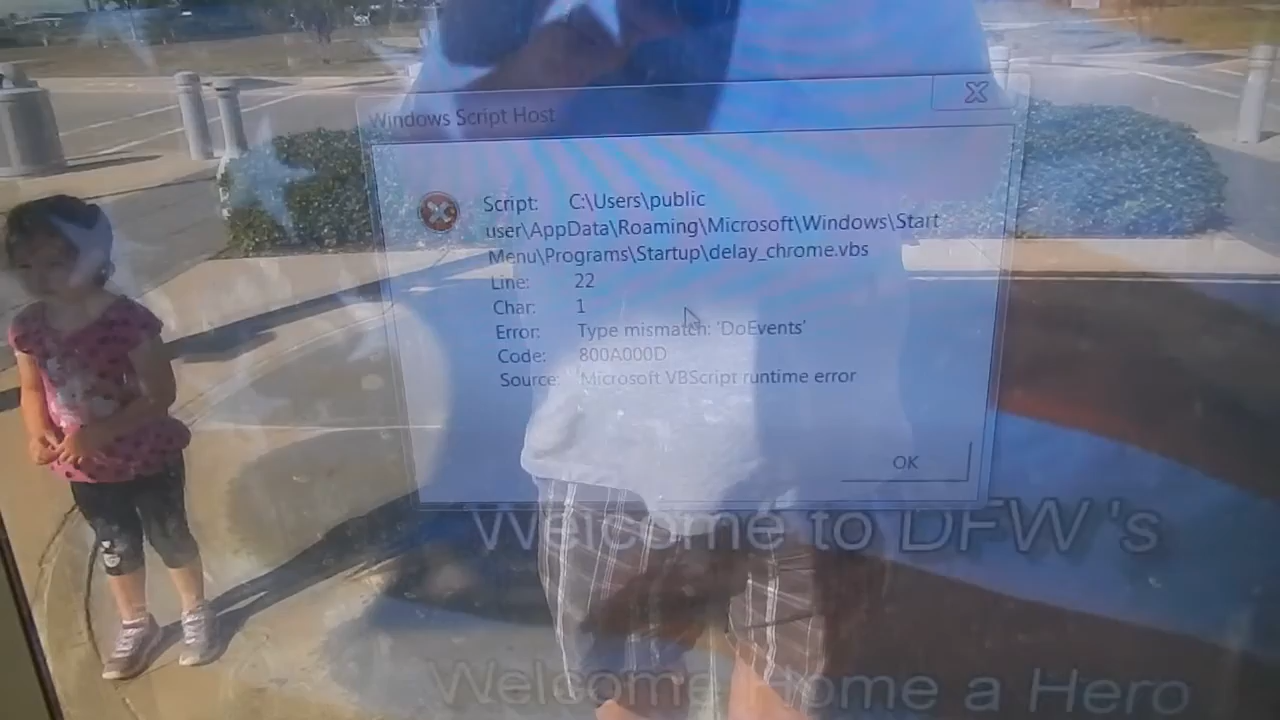 Windows Script Host
Script: C:\Users\public
user\AppData\Roaming\Microsoft\Windows\Start
Menu\Programs\Startup\delay_chrome.vbs
Line: 22
Char: 1
Error: Type mismatch: 'DoEvents'
Code: 800A000D
Source: Microsoft VBScript runtime error
OK
Welcome to DFW's
Welcome Home a Hero